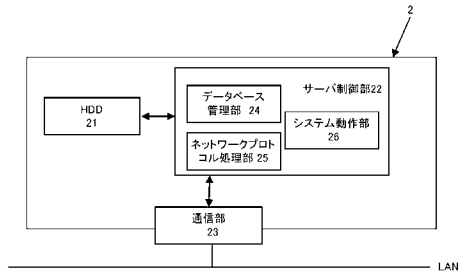 2
サーバ制御部22
HDD
21
データベース
管理部 24
システム動作部
26
ネットワークプロト
コル処理部 25
通信部
23
LAN